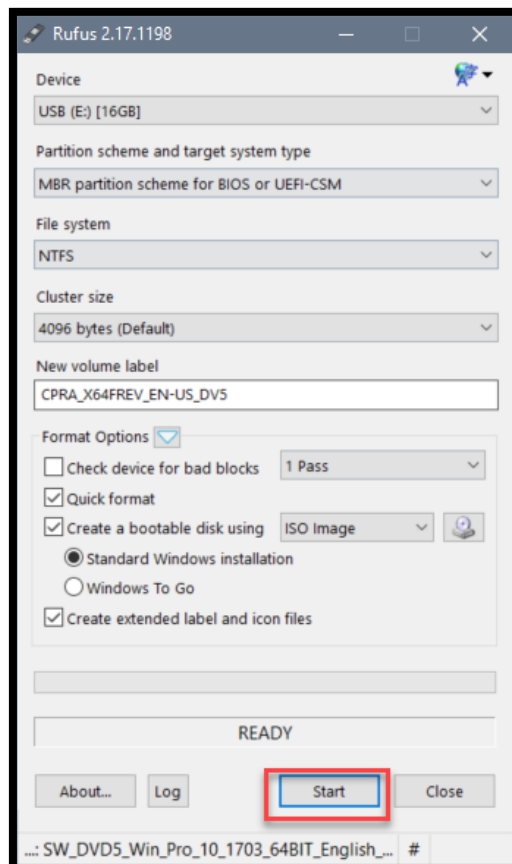 Rufus 2.17.1198
Device
USB (E:) [16GB]
Partition scheme and target system type
MBR partition scheme for BIOS or UEFI-CSM
File system
NTFS
Cluster size
4096 bytes (Default)
New volume label
CPRA_X64FREV_EN-US_DV5
Format Options
Check device for bad blocks 1 Pass
Quick format
Create a bootable disk using ISO Image
Standard Windows installation
Windows To Go
Create extended label and icon files
READY
About... Log Start Close
...: SW_DVD5_Win_Pro_10_1703_64BIT_English_... #